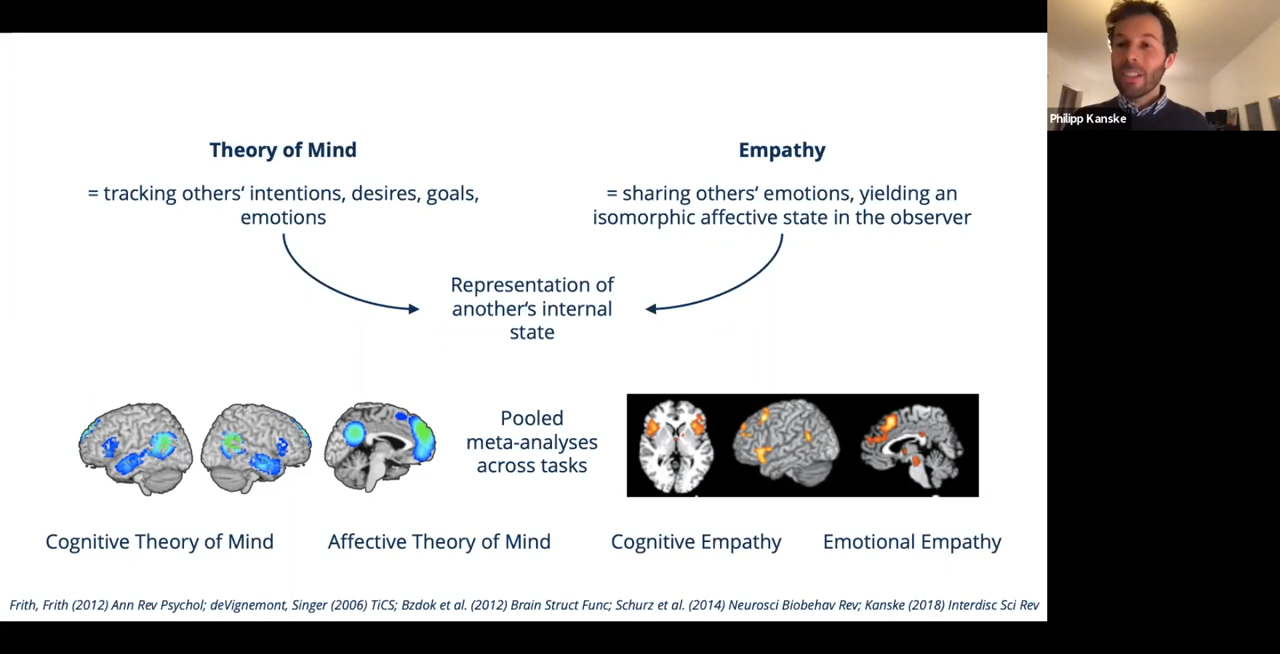 Philipp Kanske
Theory of Mind
= tracking others‘ intentions, desires, goals,
emotions
Empathy
= sharing others‘ emotions, yielding an
isomorphic affective state in the observer
Representation of
another‘s internal
state
Pooled
meta-analyses
across tasks
Cognitive Theory of Mind
Affective Theory of Mind
Cognitive Empathy
Emotional Empathy
Frith, Frith (2012) Ann Rev Psychol; deVignemont, Singer (2006) TiCS; Bzdok et al. (2012) Brain Struct Func; Schurz et al. (2014) Neurosci Biobehav Rev; Kanske (2018) Interdisc Sci Rev